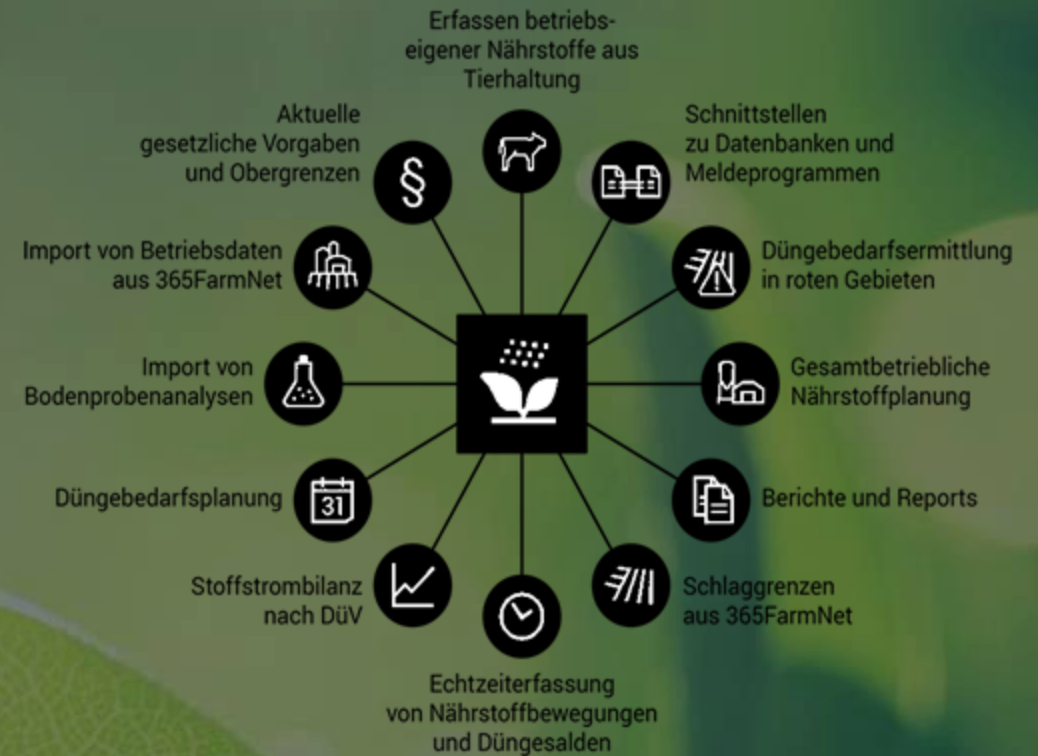 Erfassen betriebs-
eigener Nährstoffe aus
Tierhaltung
Schnittstellen
zu Datenbanken und
Meldeprogrammen
Düngebedarfsermittlung
in roten Gebieten
Gesamtbetriebliche
Nährstoffplanung
Berichte und Reports
Schlaggrenzen
aus 365FarmNet
Echtzeiterfassung
von Nährstoffbewegungen
und Düngesalden
Stoffstrombilanz
nach DüV
Düngebedarfsplanung
31
Import von
Bodenprobenanalysen
Import von Betriebsdaten
aus 365FarmNet
Aktuelle
gesetzliche Vorgaben
und Obergrenzen
§